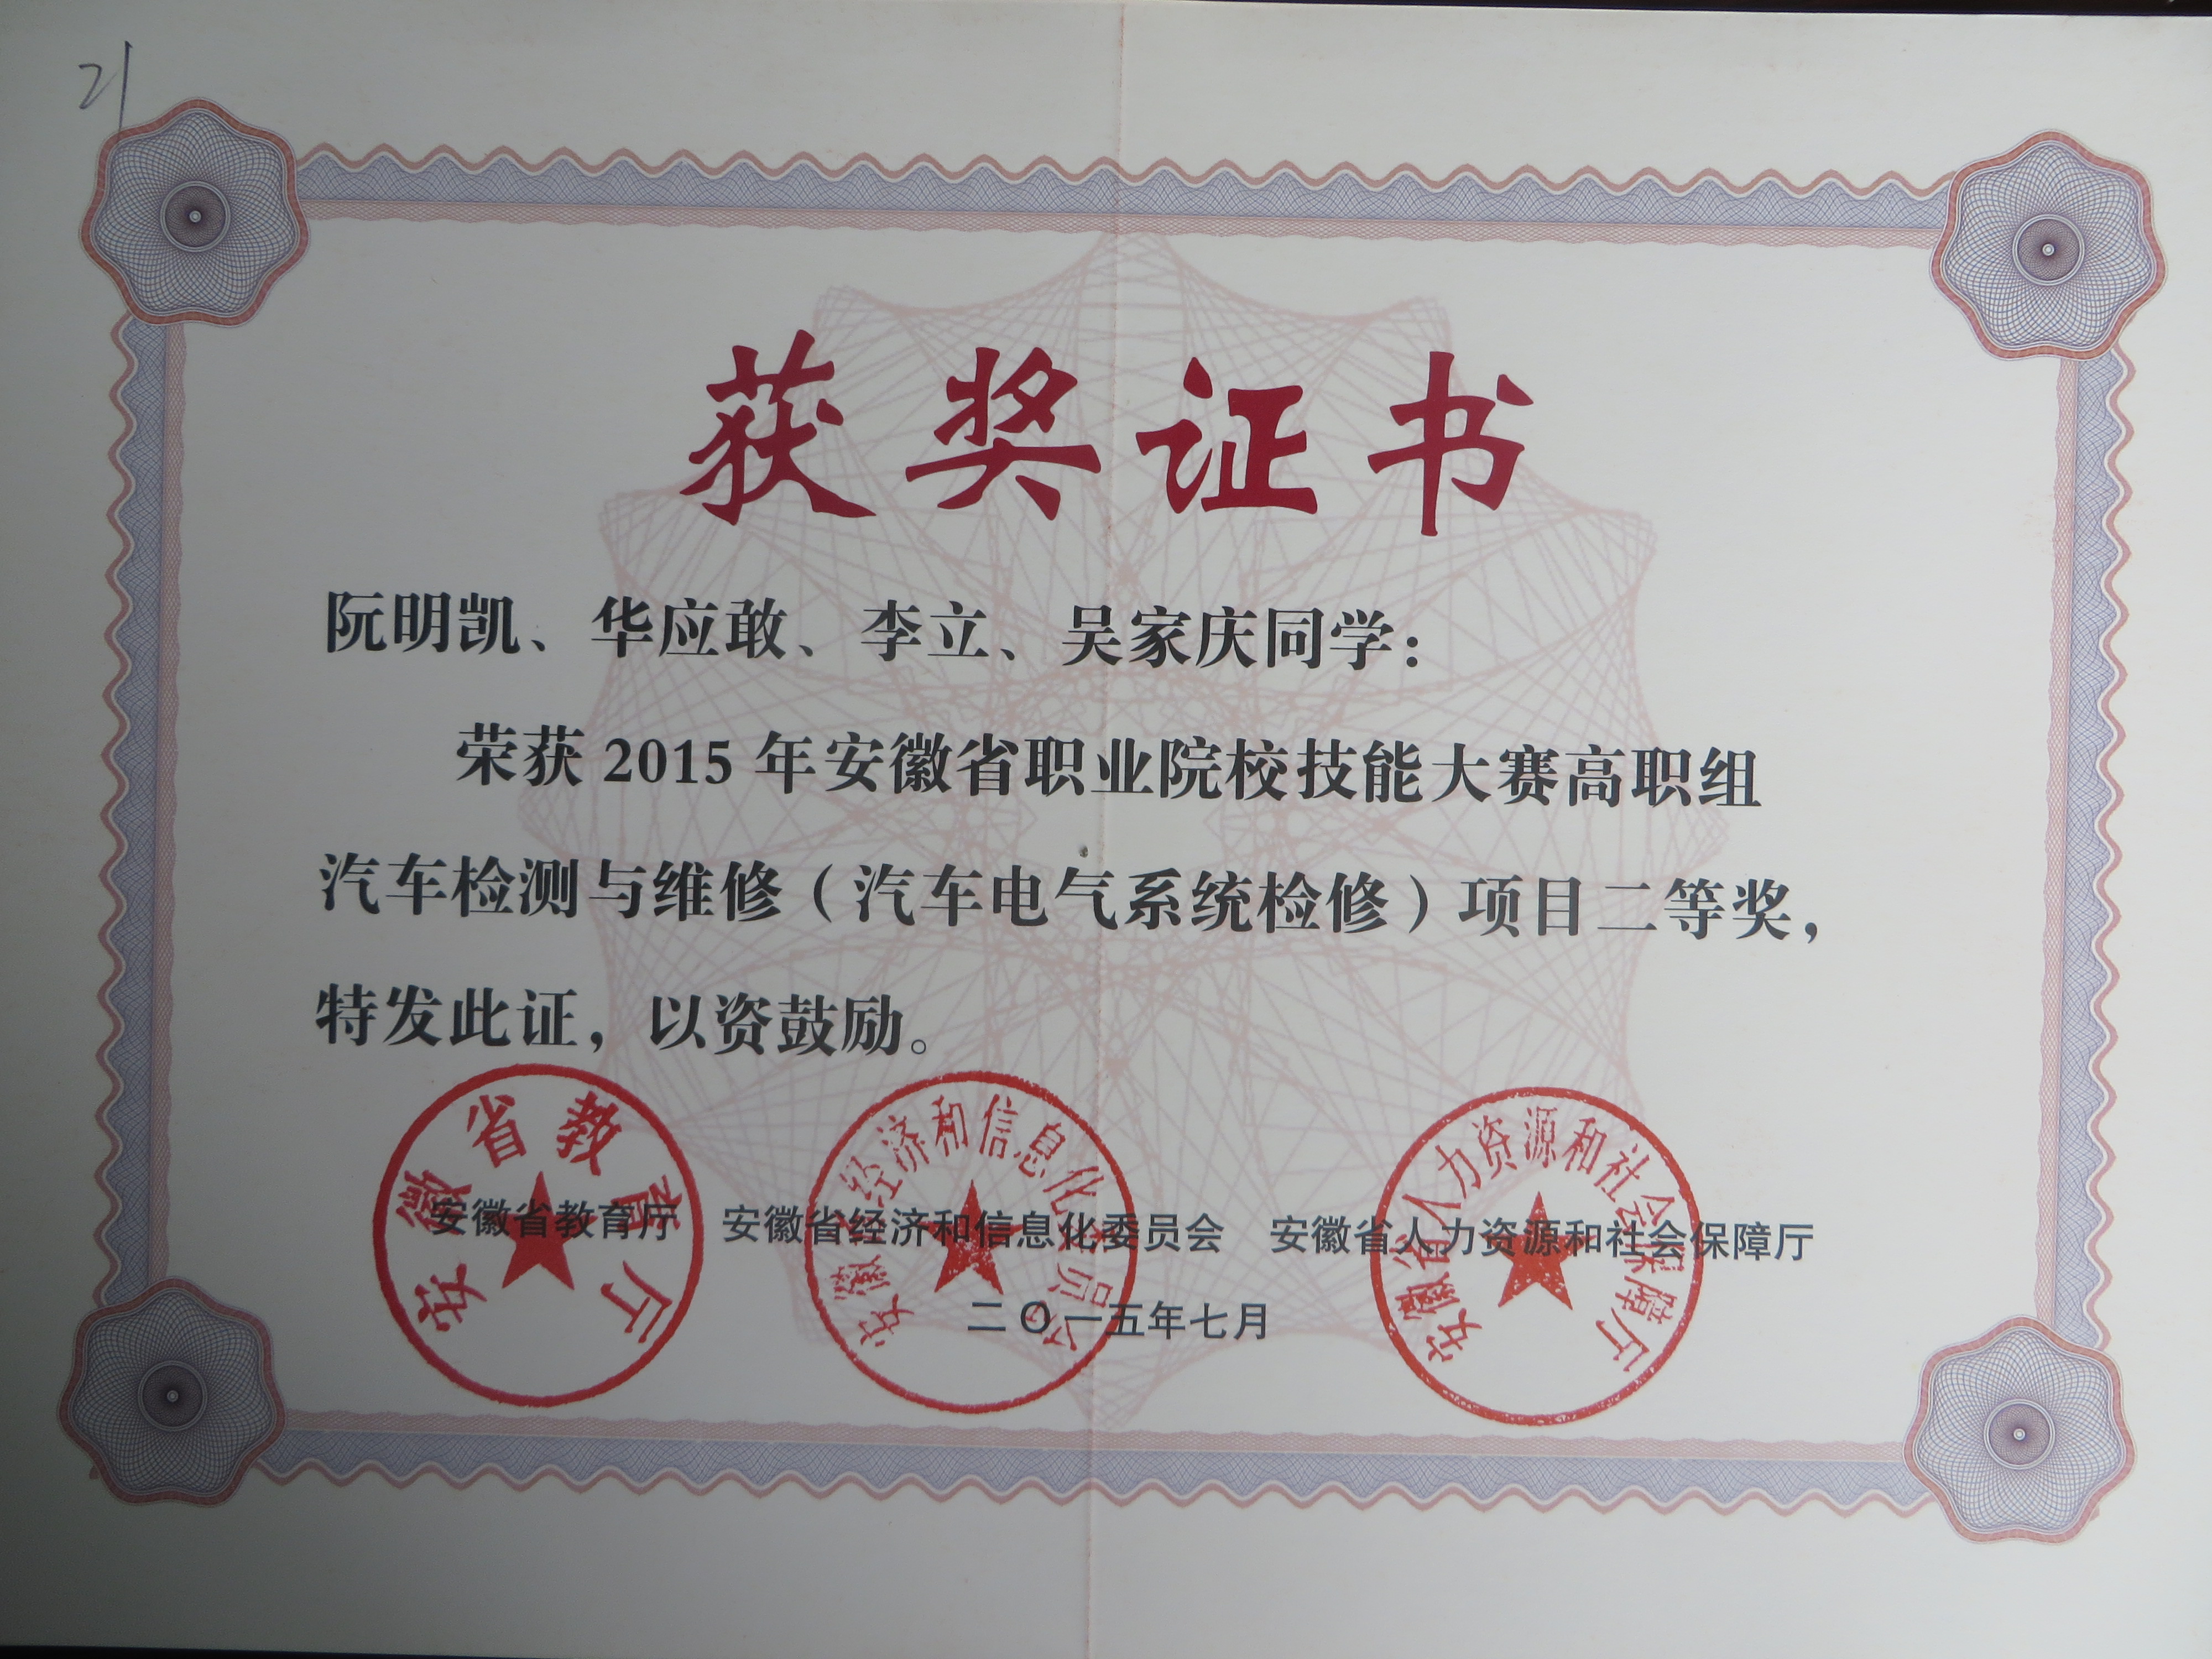 21
获奖证书
阮明凯、华应敢、李立、吴家庆同学：
荣获 2015 年安徽省职业院校技能大赛高职组
汽车检测与维修（汽车电气系统检修）项目二等奖，
特发此证，以资鼓励。
安徽省教育厅
安徽省经济和信息化委员会
安徽省人力资源和社会保障厅
安徽省教育厅 安徽省经济和信息化委员会 安徽省人力资源和社会保障厅
二〇一五年七月